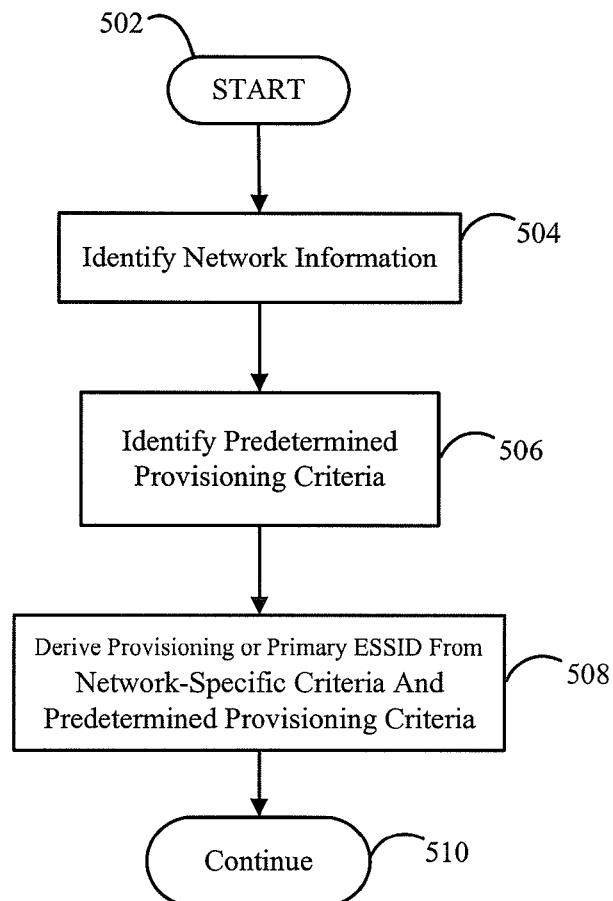 502
START
504
Identify Network Information
506
Identify Predetermined
Provisioning Criteria
Derive Provisioning or Primary ESSID From
Network-Specific Criteria And
Predetermined Provisioning Criteria
508
Continue
510